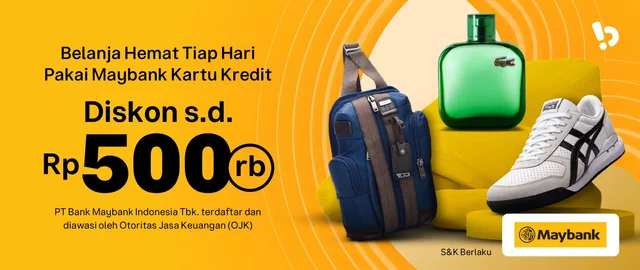 Belanja Hemat Tiap Hari
Pakai Maybank Kartu Kredit
Diskon s.d.
Rp500rb
PT Bank Maybank Indonesia Tbk. terdaftar dan
diawasi oleh Otoritas Jasa Keuangan (OJK)
S&K Berlaku
Maybank